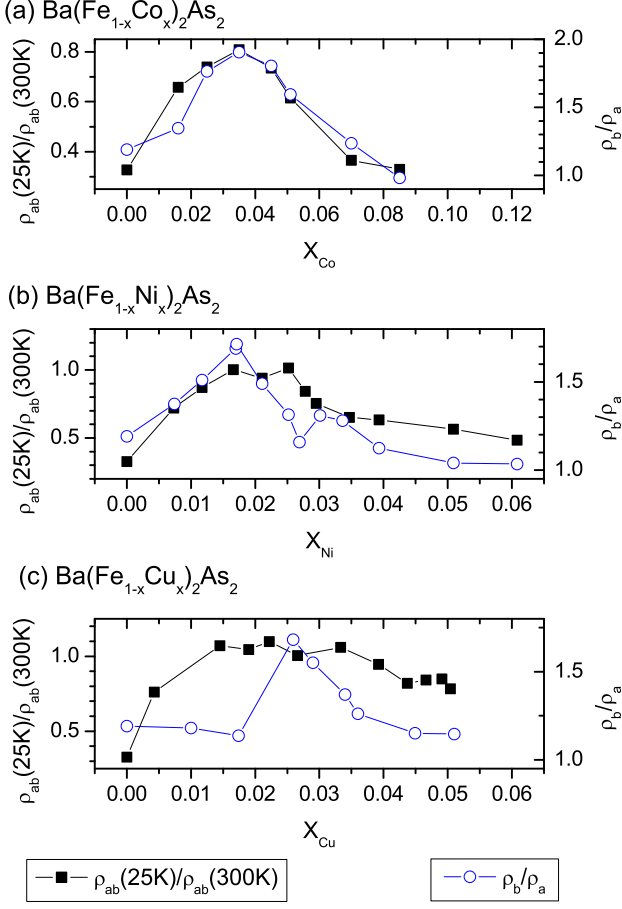 (a) Ba(Fe1-xCox)2As2
ρab(25K)/ρab(300K)
0.8
0.6
0.4
2.0
1.5
1.0
ρb/ρa
0.00 0.02 0.04 0.06 0.08 0.10 0.12
XCo
(b) Ba(Fe1-xNix)2As2
ρab(25K)/ρab(300K)
1.0
0.5
1.5
1.0
ρb/ρa
0.00 0.01 0.02 0.03 0.04 0.05 0.06
XNi
(c) Ba(Fe1-xCux)2As2
ρab(25K)/ρab(300K)
1.0
0.5
1.5
1.0
ρb/ρa
0.00 0.01 0.02 0.03 0.04 0.05 0.06
XCu
ρab(25K)/ρab(300K)
ρb/ρa